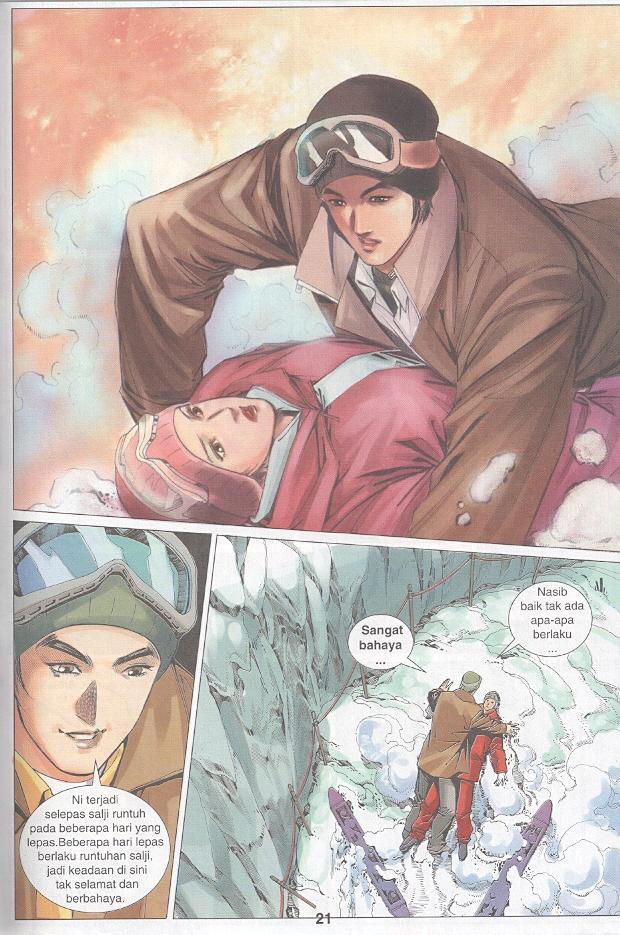 Sangat
bahaya
...
Nasib
baik tak ada
apa-apa
berlaku
...
Ni terjadi
selepas salji runtuh
pada beberapa hari yang
lepas.Beberapa hari lepas
berlaku runtuhan salji,
jadi keadaan di sini
tak selamat dan
berbahaya.
21